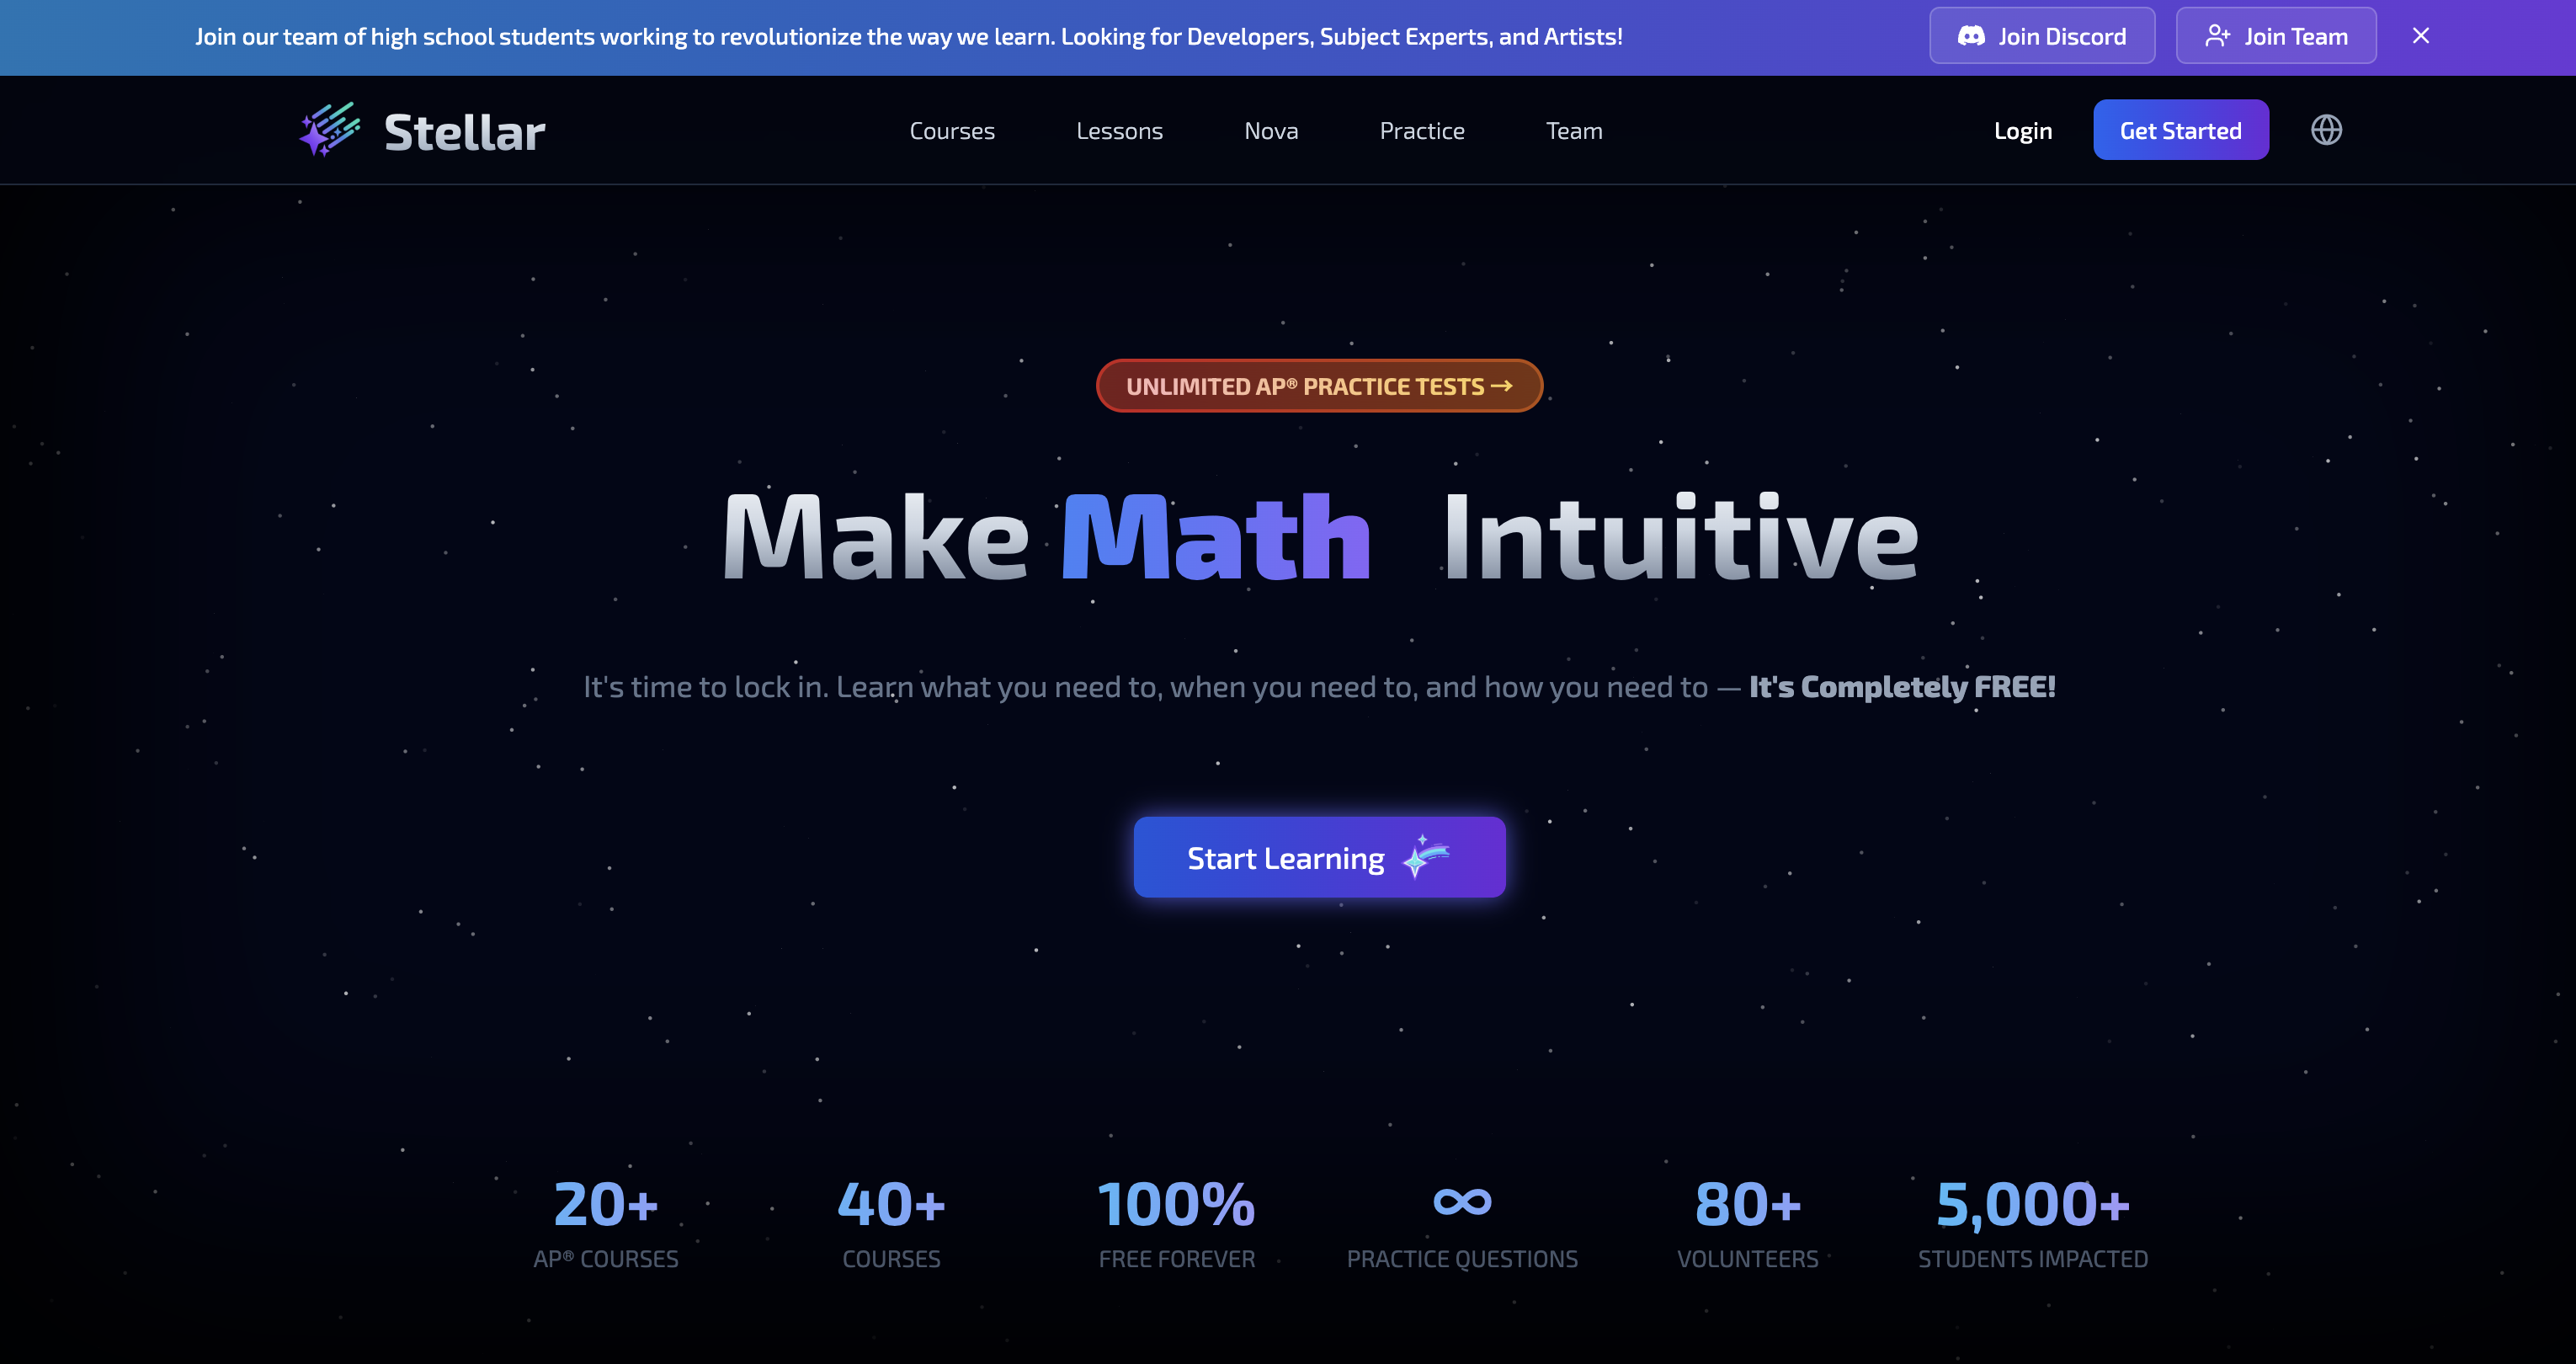 Join our team of high school students working to revolutionize the way we learn. Looking for Developers, Subject Experts, and Artists!
Join Discord
Join Team
Stellar
Courses
Lessons
Nova
Practice
Team
Login
Get Started
UNLIMITED AP® PRACTICE TESTS →
Make Math Intuitive
It's time to lock in. Learn what you need to, when you need to, and how you need to — It's Completely FREE!
Start Learning
20+
AP® COURSES
40+
COURSES
100%
FREE FOREVER
∞
PRACTICE QUESTIONS
80+
VOLUNTEERS
5,000+
STUDENTS IMPACTED